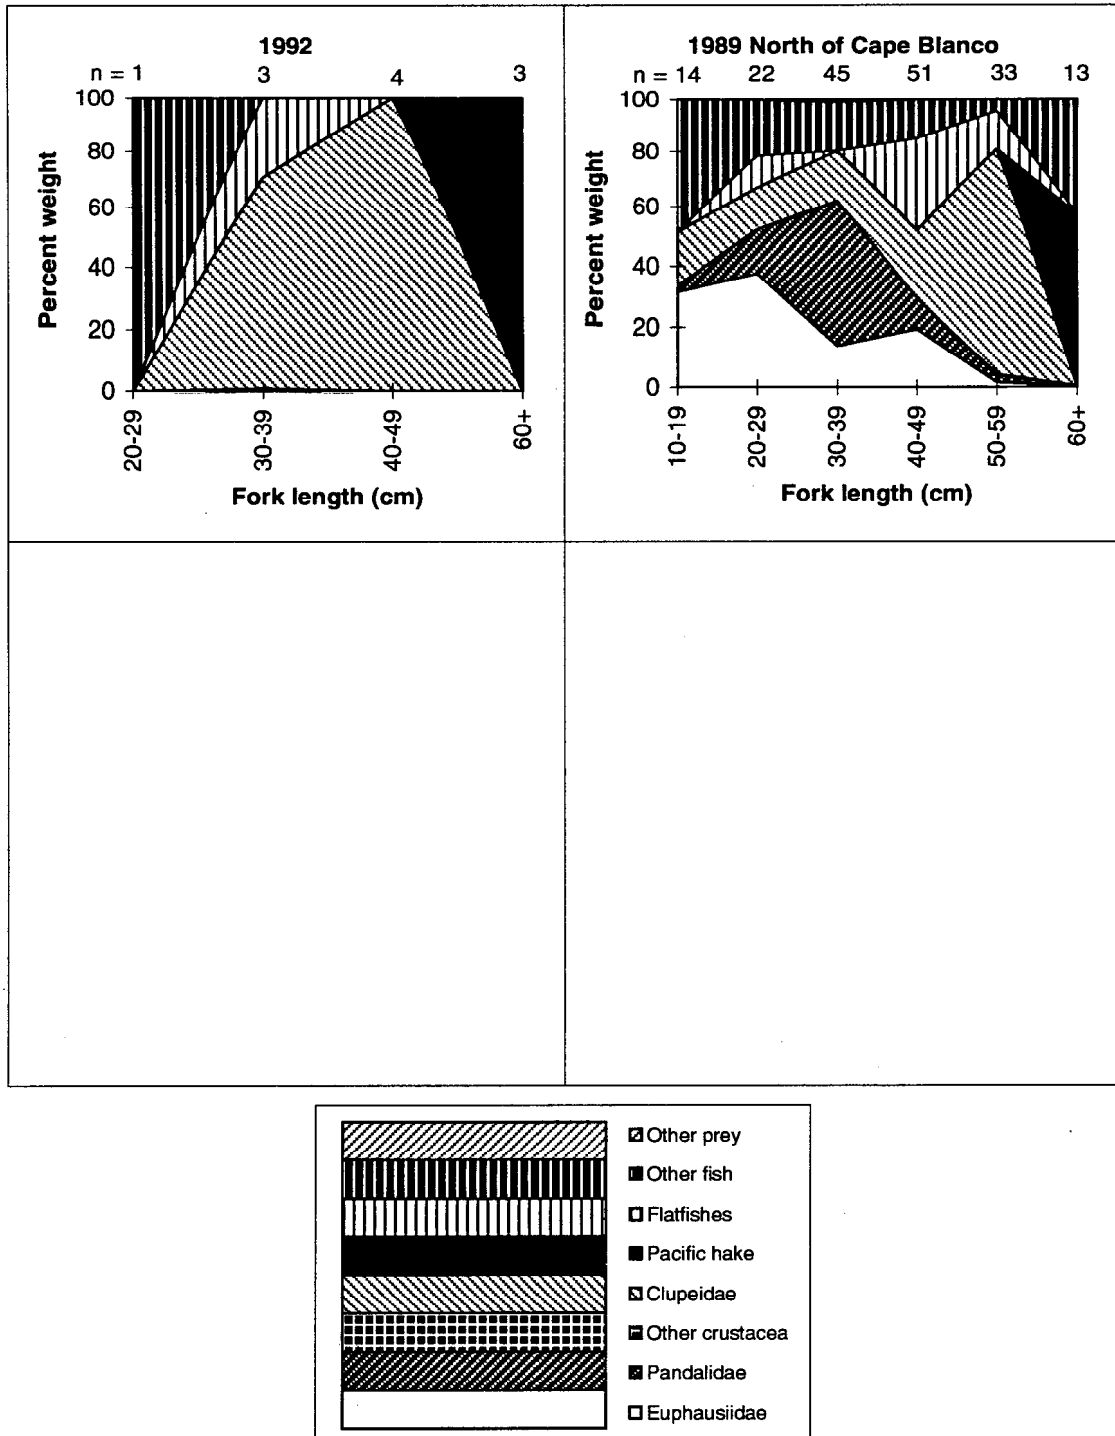 1992
n = 1 3 4 3
100
80
60
40
20
0
Percent weight
20-29 30-39 40-49 60+
Fork length (cm)
1989 North of Cape Blanco
n = 14 22 45 51 33 13
100
80
60
40
20
0
Percent weight
10-19 20-29 30-39 40-49 50-59 60+
Fork length (cm)
Other prey
Other fish
Flatfishes
Pacific hake
Clupeidae
Other crustacea
Pandalidae
Euphausiidae